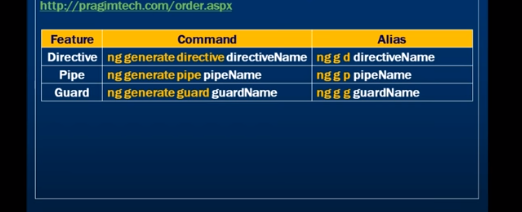 http://pragimtech.com/order.aspx
Feature Command Alias
Directive ng generate directive directiveName ng g d directiveName
Pipe ng generate pipe pipeName ng g p pipeName
Guard ng generate guard guardName ng g g guardName